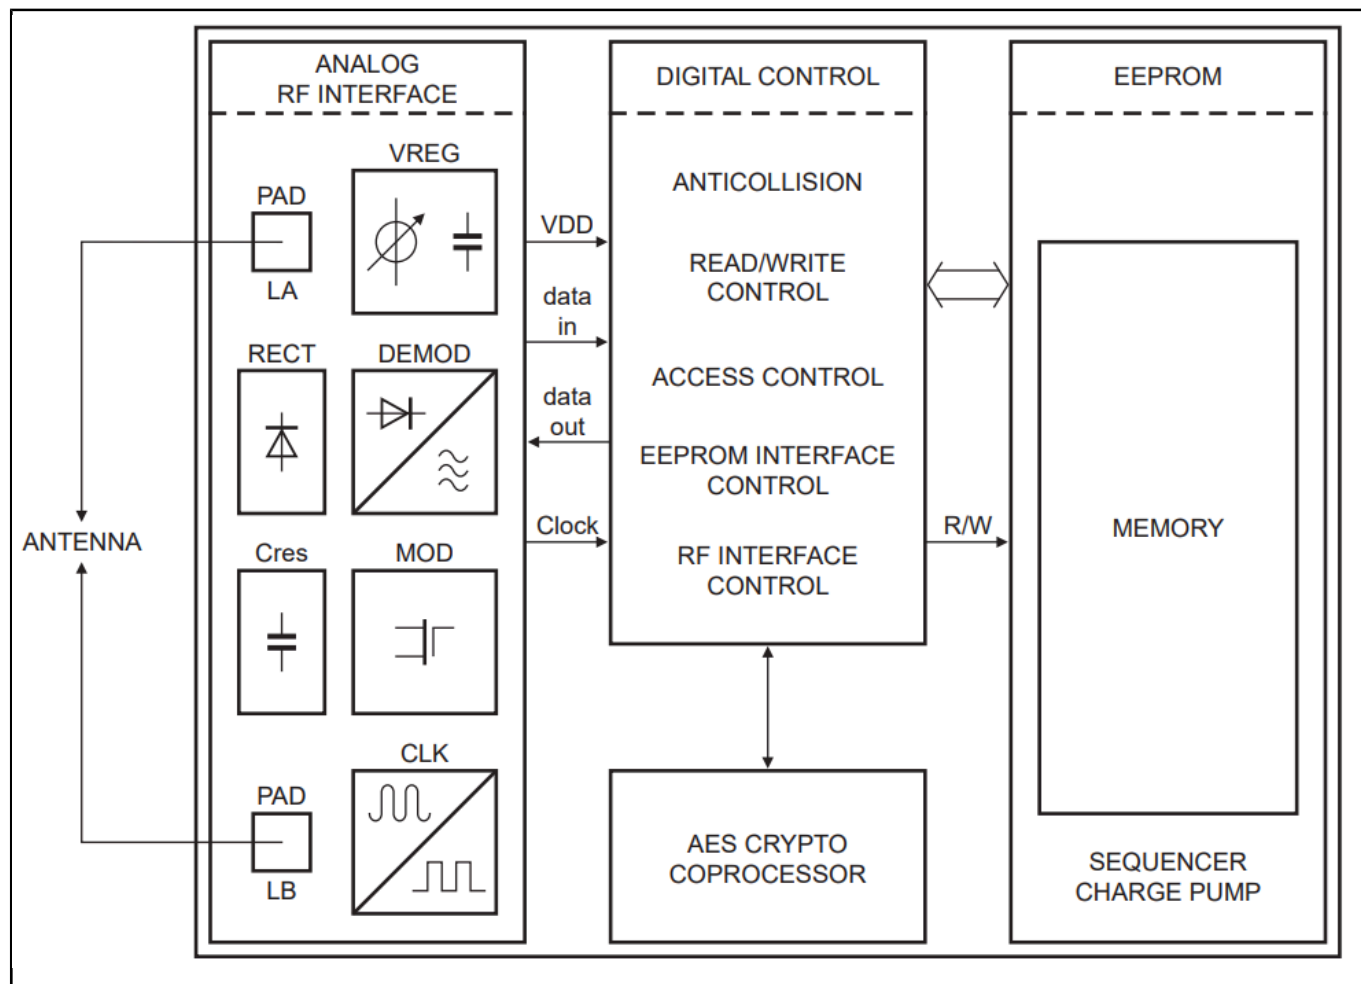 ANALOG
RF INTERFACE
VREG
PAD
LA
RECT
DEMOD
Cres
MOD
CLK
PAD
LB
ANTENNA
VDD
data
in
data
out
Clock
DIGITAL CONTROL
ANTICOLLISION
READ/WRITE
CONTROL
ACCESS CONTROL
EEPROM INTERFACE
CONTROL
RF INTERFACE
CONTROL
AES CRYPTO
COPROCESSOR
R/W
EEPROM
MEMORY
SEQUENCER
CHARGE PUMP